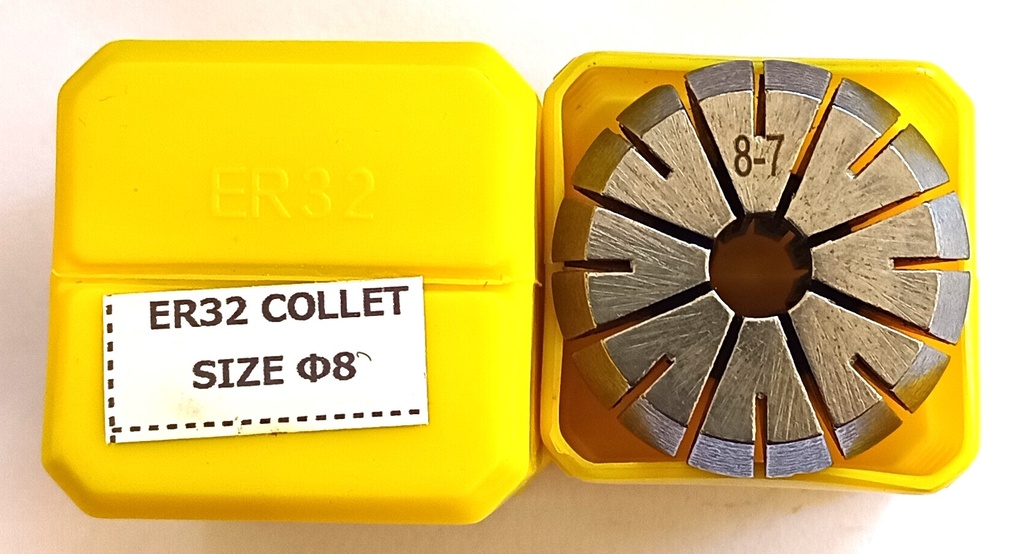 ER32
ER32 COLLET
SIZE Φ8
8-7